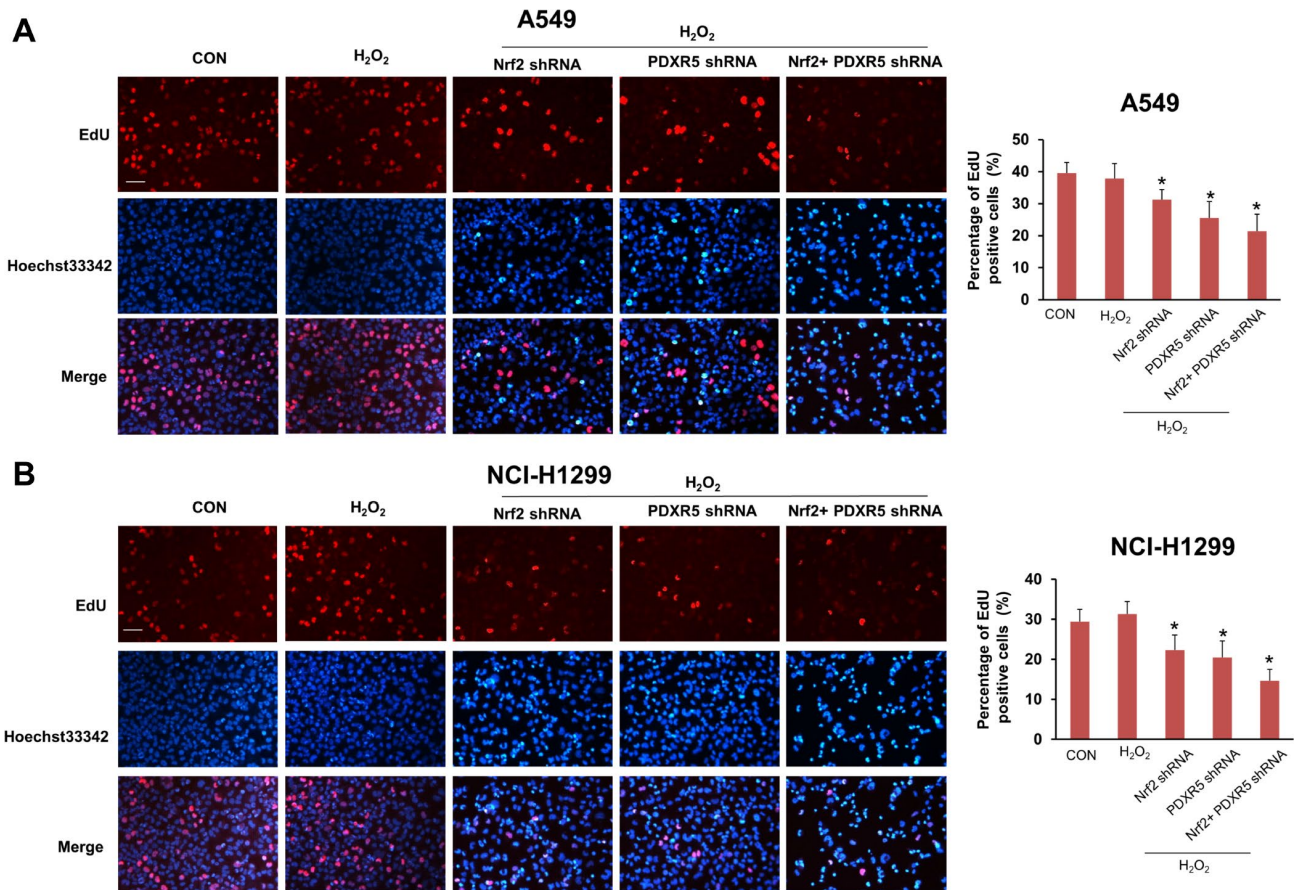 A
A549
H₂O₂
CON
H₂O₂
Nrf2 shRNA
PDXR5 shRNA
Nrf2+ PDXR5 shRNA
EdU
Hoechst33342
Merge
A549
Percentage of EdU
positive cells (%)
50
40
30
20
10
0
CON
H₂O₂
Nrf2 shRNA
PDXR5 shRNA
Nrf2+ PDXR5 shRNA
* * *
H₂O₂
B
NCI-H1299
H₂O₂
CON
H₂O₂
Nrf2 shRNA
PDXR5 shRNA
Nrf2+ PDXR5 shRNA
EdU
Hoechst33342
Merge
NCI-H1299
Percentage of EdU
positive cells (%)
40
30
20
10
0
CON
H₂O₂
Nrf2 shRNA
PDXR5 shRNA
Nrf2+ PDXR5 shRNA
* * *
H₂O₂